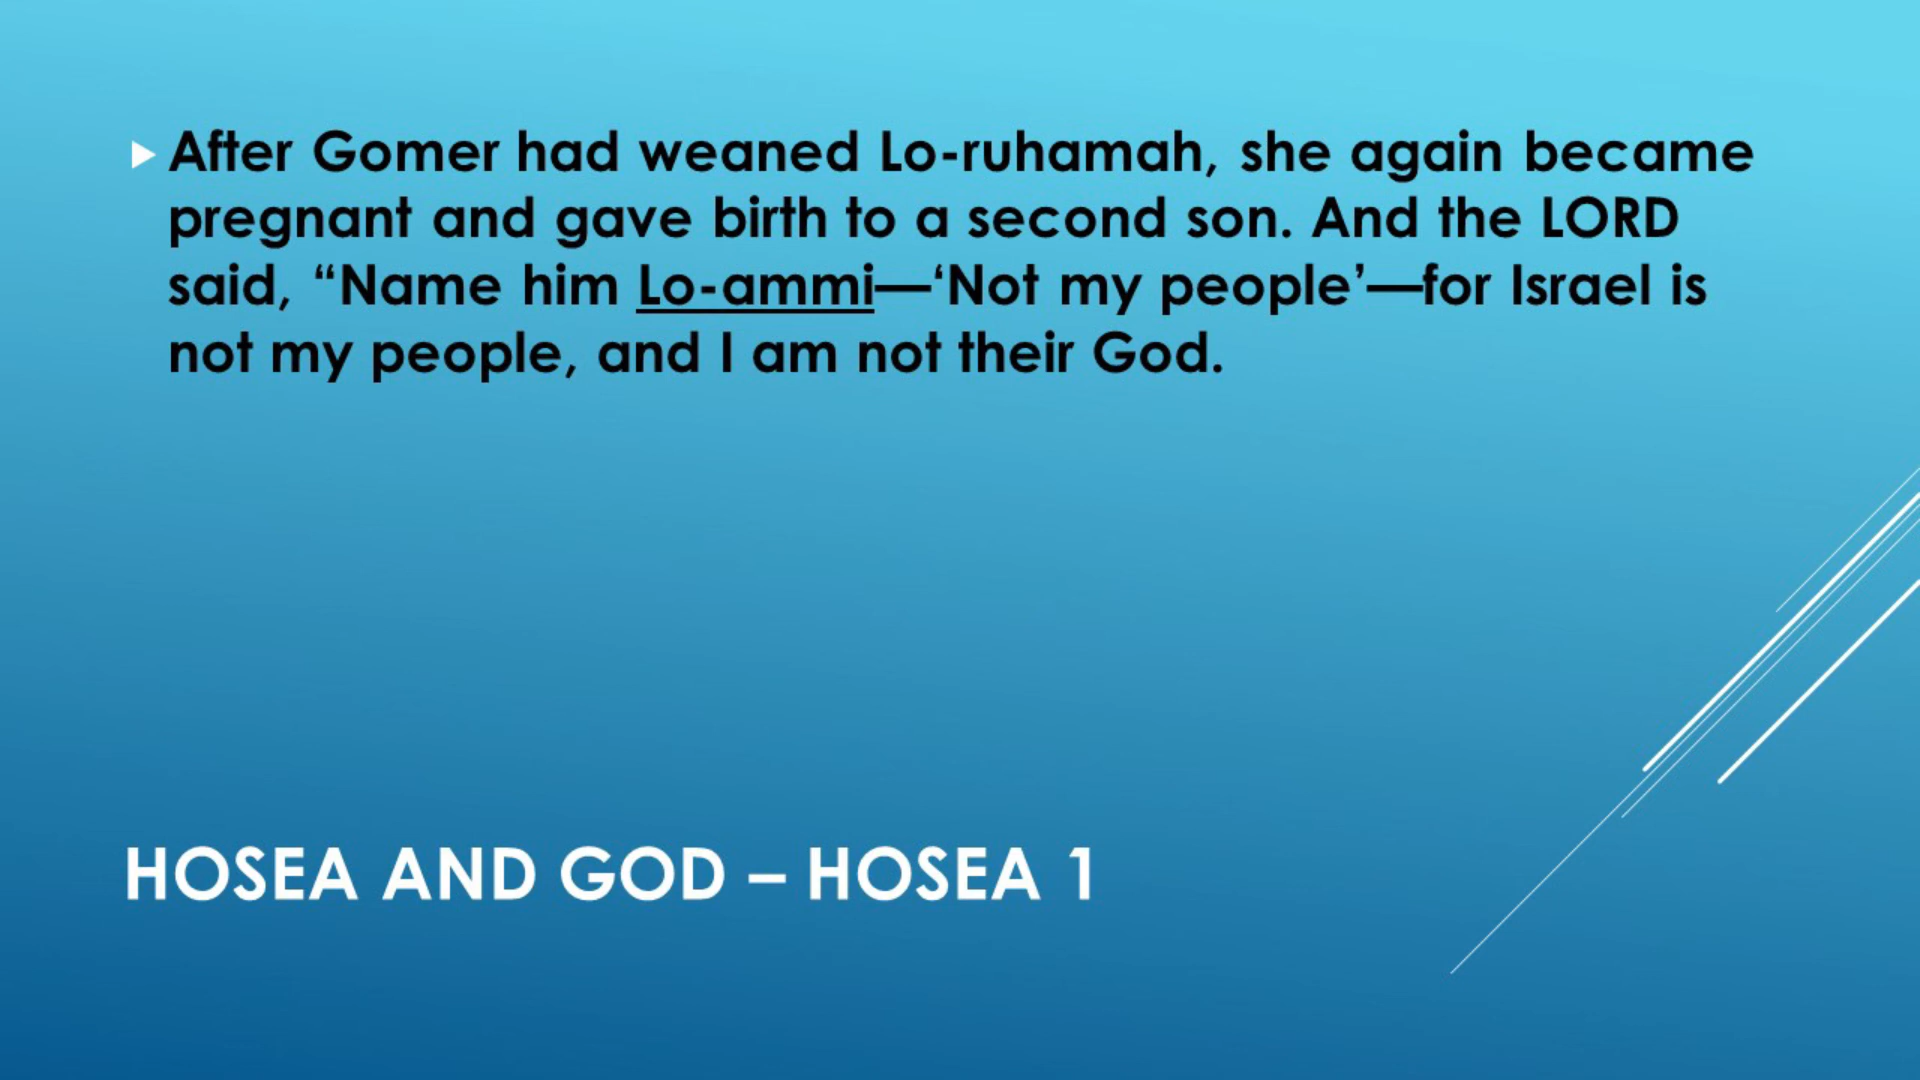 After Gomer had weaned Lo-ruhamah, she again became
pregnant and gave birth to a second son. And the LORD
said, “Name him Lo-ammi—‘Not my people’—for Israel is
not my people, and I am not their God.
HOSEA AND GOD – HOSEA 1